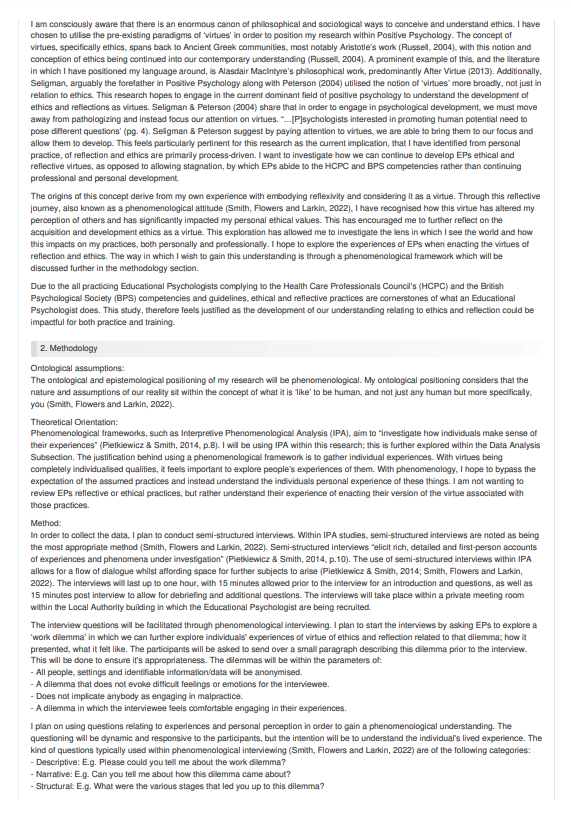 I am consciously aware that there is an enormous canon of philosophical and sociological ways to conceive and understand ethics. I have
chosen to utilise the pre-existing paradigms of 'virtues' in order to position my research within Positive Psychology. The concept of
virtues, specifically ethics, spans back to Ancient Greek communities, most notably Aristotle's work (Russell, 2004), with this notion and
conception of ethics being continued into our contemporary understanding (Russell, 2004). A prominent example of this, and the literature
in which I have positioned my language around, is Alasdair MacIntyre's philosophical work, predominantly After Virtue (2013). Additionally,
Seligman, arguably the forefather in Positive Psychology along with Peterson (2004) utilised the notion of 'virtues' more broadly, not just in
relation to ethics. This research hopes to engage in the current dominant field of positive psychology to understand the development of
ethics and reflections as virtues. Seligman & Peterson (2004) share that in order to engage in psychological development, we must move
away from pathologizing and instead focus our attention on virtues. "...[P]sychologists interested in promoting human potential need to
pose different questions' (pg. 4). Seligman & Peterson suggest by paying attention to virtues, we are able to bring them to our focus and
allow them to develop. This feels particularly pertinent for this research as the current implication, that I have identified from personal
practice, of reflection and ethics are primarily process-driven. I want to investigate how we can continue to develop EPs ethical and
reflective virtues, as opposed to allowing stagnation, by which EPs abide to the HCPC and BPS competencies rather than continuing
professional and personal development.
The origins of this concept derive from my own experience with embodying reflexivity and considering it as a virtue. Through this reflective
journey, also known as a phenomenological attitude (Smith, Flowers and Larkin, 2022), I have recognised how this virtue has altered my
perception of others and has significantly impacted my personal ethical values. This has encouraged me to further reflect on the
acquisition and development ethics as a virtue. This exploration has allowed me to investigate the lens in which I see the world and how
this impacts on my practices, both personally and professionally. I hope to explore the experiences of EPs when enacting the virtues of
reflection and ethics. The way in which I wish to gain this understanding is through a phenomenological framework which will be
discussed further in the methodology section.
Due to the all practicing Educational Psychologists complying to the Health Care Professionals Council's (HCPC) and the British
Psychological Society (BPS) competencies and guidelines, ethical and reflective practices are cornerstones of what an Educational
Psychologist does. This study, therefore feels justified as the development of our understanding relating to ethics and reflection could be
impactful for both practice and training.
2. Methodology
Ontological assumptions:
The ontological and epistemological positioning of my research will be phenomenological. My ontological positioning considers that the
nature and assumptions of our reality sit within the concept of what it is 'like' to be human, and not just any human but more specifically,
you (Smith, Flowers and Larkin, 2022).
Theoretical Orientation:
Phenomenological frameworks, such as Interpretive Phenomenological Analysis (IPA), aim to "investigate how individuals make sense of
their experiences" (Pietkiewicz & Smith, 2014, p.8). I will be using IPA within this research; this is further explored within the Data Analysis
Subsection. The justification behind using a phenomenological framework is to gather individual experiences. With virtues being
completely individualised qualities, it feels important to explore people's experiences of them. With phenomenology, I hope to bypass the
expectation of the assumed practices and instead understand the individuals personal experience of these things. I am not wanting to
review EPs reflective or ethical practices, but rather understand their experience of enacting their version of the virtue associated with
those practices.
Method:
In order to collect the data, I plan to conduct semi-structured interviews. Within IPA studies, semi-structured interviews are noted as being
the most appropriate method (Smith, Flowers and Larkin, 2022). Semi-structured interviews "elicit rich, detailed and first-person accounts
of experiences and phenomena under investigation" (Pietkiewicz & Smith, 2014, p.10). The use of semi-structured interviews within IPA
allows for a flow of dialogue whilst affording space for further subjects to arise (Pietkiewicz & Smith, 2014; Smith, Flowers and Larkin,
2022). The interviews will last up to one hour, with 15 minutes allowed prior to the interview for an introduction and questions, as well as
15 minutes post interview to allow for debriefing and additional questions. The interviews will take place within a private meeting room
within the Local Authority building in which the Educational Psychologist are being recruited.
The interview questions will be facilitated through phenomenological interviewing. I plan to start the interviews by asking EPs to explore a
'work dilemma' in which we can further explore individuals' experiences of virtue of ethics and reflection related to that dilemma; how it
presented, what it felt like. The participants will be asked to send over a small paragraph describing this dilemma prior to the interview.
This will be done to ensure it's appropriateness. The dilemmas will be within the parameters of:
- All people, settings and identifiable information/data will be anonymised.
- A dilemma that does not evoke difficult feelings or emotions for the interviewee.
- Does not implicate anybody as engaging in malpractice.
- A dilemma in which the interviewee feels comfortable engaging in their experiences.
I plan on using questions relating to experiences and personal perception in order to gain a phenomenological understanding. The
questioning will be dynamic and responsive to the participants, but the intention will be to understand the individual's lived experience. The
kind of questions typically used within phenomenological interviewing (Smith, Flowers and Larkin, 2022) are of the following categories:
- Descriptive: E.g. Please could you tell me about the work dilemma?
- Narrative: E.g. Can you tell me about how this dilemma came about?
- Structural: E.g. What were the various stages that led you up to this dilemma?